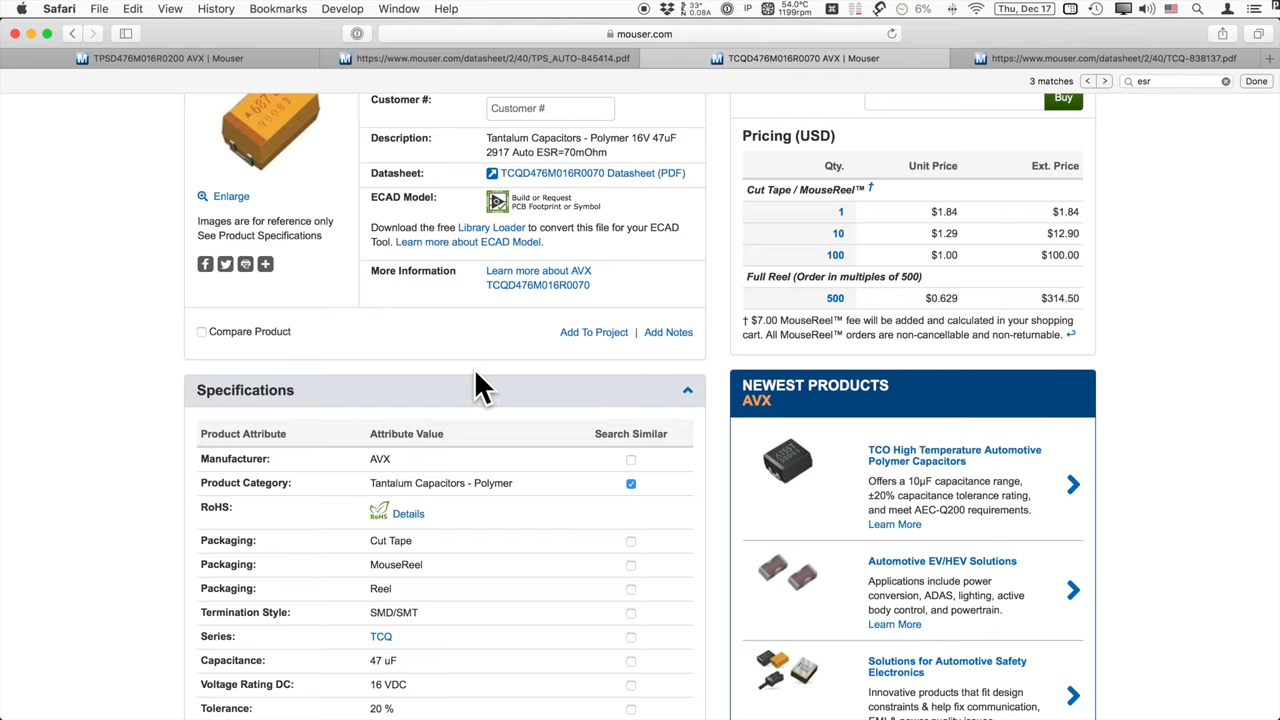 Safari File Edit View History Bookmarks Develop Window Help 33° 0.08A IP 54.0°C 1199rpm 6% Thu, Dec 17
mouser.com
TPSD476M016R0200 AVX | Mouser
https://www.mouser.com/datasheet/2/40/TPS_AUTO-845414.pdf
TCQD476M016R0070 AVX | Mouser
https://www.mouser.com/datasheet/2/40/TCQ-838137.pdf
3 matches esr Done
Customer #: Customer #
Description: Tantalum Capacitors - Polymer 16V 47uF
2917 Auto ESR=70mOhm
Datasheet: TCQD476M016R0070 Datasheet (PDF)
ECAD Model: Build or Request
PCB Footprint or Symbol
Download the free Library Loader to convert this file for your ECAD
Tool. Learn more about ECAD Model.
More Information Learn more about AVX
TCQD476M016R0070
Enlarge
Images are for reference only
See Product Specifications
Compare Product Add To Project | Add Notes
Buy
Pricing (USD)
Qty. Unit Price Ext. Price
Cut Tape / MouseReel™ †
1 $1.84 $1.84
10 $1.29 $12.90
100 $1.00 $100.00
Full Reel (Order in multiples of 500)
500 $0.629 $314.50
† $7.00 MouseReel™ fee will be added and calculated in your shopping
cart. All MouseReel™ orders are non-cancellable and non-returnable.
Specifications
Product Attribute Attribute Value Search Similar
Manufacturer: AVX
Product Category: Tantalum Capacitors - Polymer
RoHS: RoHS Details
Packaging: Cut Tape
Packaging: MouseReel
Packaging: Reel
Termination Style: SMD/SMT
Series: TCQ
Capacitance: 47 uF
Voltage Rating DC: 16 VDC
Tolerance: 20 %
NEWEST PRODUCTS
AVX
TCO High Temperature Automotive
Polymer Capacitors
Offers a 10µF capacitance range,
±20% capacitance tolerance rating,
and meet AEC-Q200 requirements.
Learn More
Automotive EV/HEV Solutions
Applications include power
conversion, ADAS, lighting, active
body control, and powertrain.
Learn More
Solutions for Automotive Safety
Electronics
Innovative products that fit design
constraints & help fix communication,